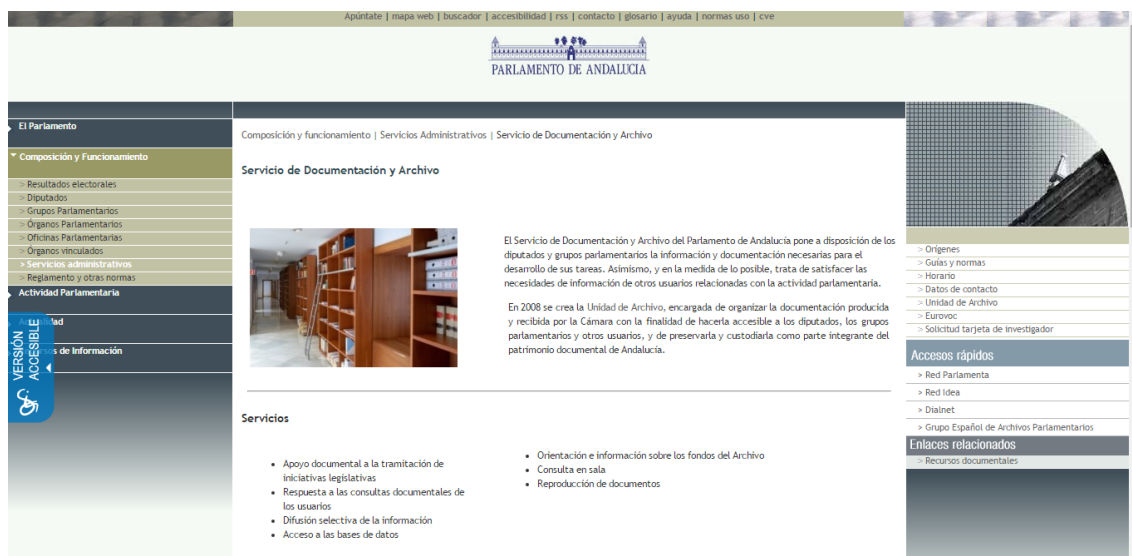 Apúntate | mapa web | buscador | accesibilidad | rss | contacto | glosario | ayuda | normas uso | cve
PARLAMENTO DE ANDALUCIA
El Parlamento
Composición y Funcionamiento
> Resultados electorales
> Diputados
> Grupos Parlamentarios
> Órganos Parlamentarios
> Oficinas Parlamentarias
> Órganos vinculados
> Servicios administrativos
> Reglamento y otras normas
Actividad Parlamentaria
de Información
VERSIÓN
ACCESIBLE
Composición y funcionamiento | Servicios Administrativos | Servicio de Documentación y Archivo
Servicio de Documentación y Archivo
El Servicio de Documentación y Archivo del Parlamento de Andalucía pone a disposición de los
diputados y grupos parlamentarios la información y documentación necesarias para el
desarrollo de sus tareas. Asimismo, y en la medida de lo posible, trata de satisfacer las
necesidades de información de otros usuarios relacionadas con la actividad parlamentaria.
En 2008 se crea la Unidad de Archivo, encargada de organizar la documentación producida
y recibida por la Cámara con la finalidad de hacerla accesible a los diputados, los grupos
parlamentarios y otros usuarios, y de preservarla y custodiarla como parte integrante del
patrimonio documental de Andalucía.
Servicios
• Apoyo documental a la tramitación de
iniciativas legislativas
• Respuesta a las consultas documentales de
los usuarios
• Difusión selectiva de la información
• Acceso a las bases de datos
• Orientación e información sobre los fondos del Archivo
• Consulta en sala
• Reproducción de documentos
> Orígenes
> Guías y normas
> Horario
> Datos de contacto
> Unidad de Archivo
> Eurovoc
> Solicitud tarjeta de investigador
Accesos rápidos
> Red Parlamenta
> Red Idea
> Dialnet
> Grupo Español de Archivos Parlamentarios
Enlaces relacionados
> Recursos documentales